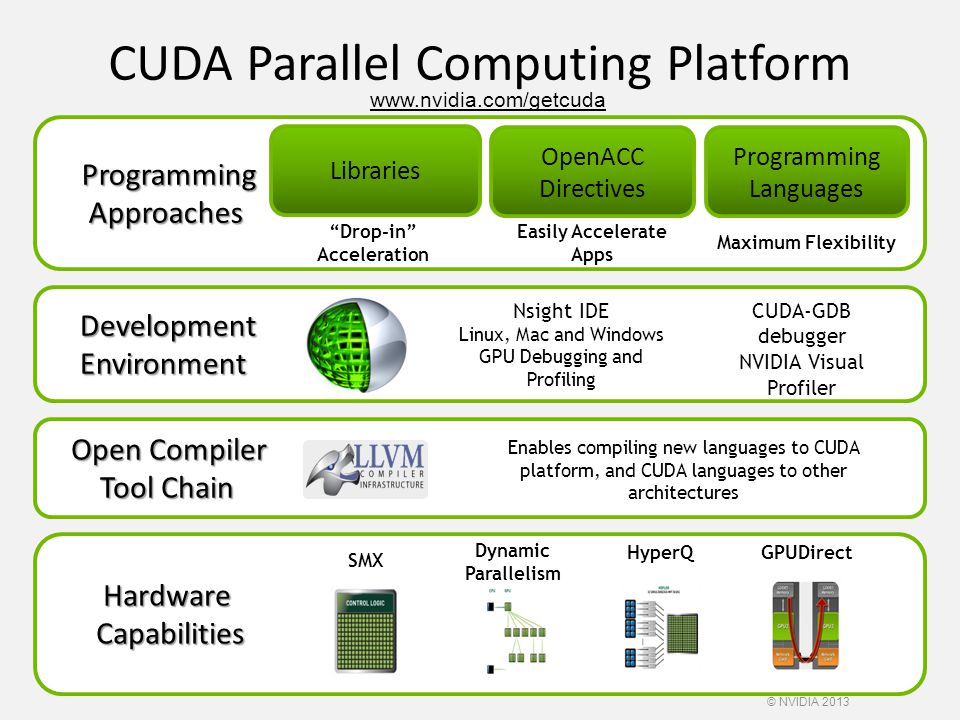 CUDA Parallel Computing Platform
www.nvidia.com/getcuda
Programming
Approaches
Libraries
“Drop-in”
Acceleration
OpenACC
Directives
Easily Accelerate
Apps
Programming
Languages
Maximum Flexibility
Development
Environment
Nsight IDE
Linux, Mac and Windows
GPU Debugging and
Profiling
CUDA-GDB
debugger
NVIDIA Visual
Profiler
Open Compiler
Tool Chain
LLVM
COMPILER
INFRASTRUCTURE
Enables compiling new languages to CUDA
platform, and CUDA languages to other
architectures
Hardware
Capabilities
SMX
CONTROL LOGIC
Dynamic
Parallelism
CPU GPU
HyperQ
GPUDirect
© NVIDIA 2013